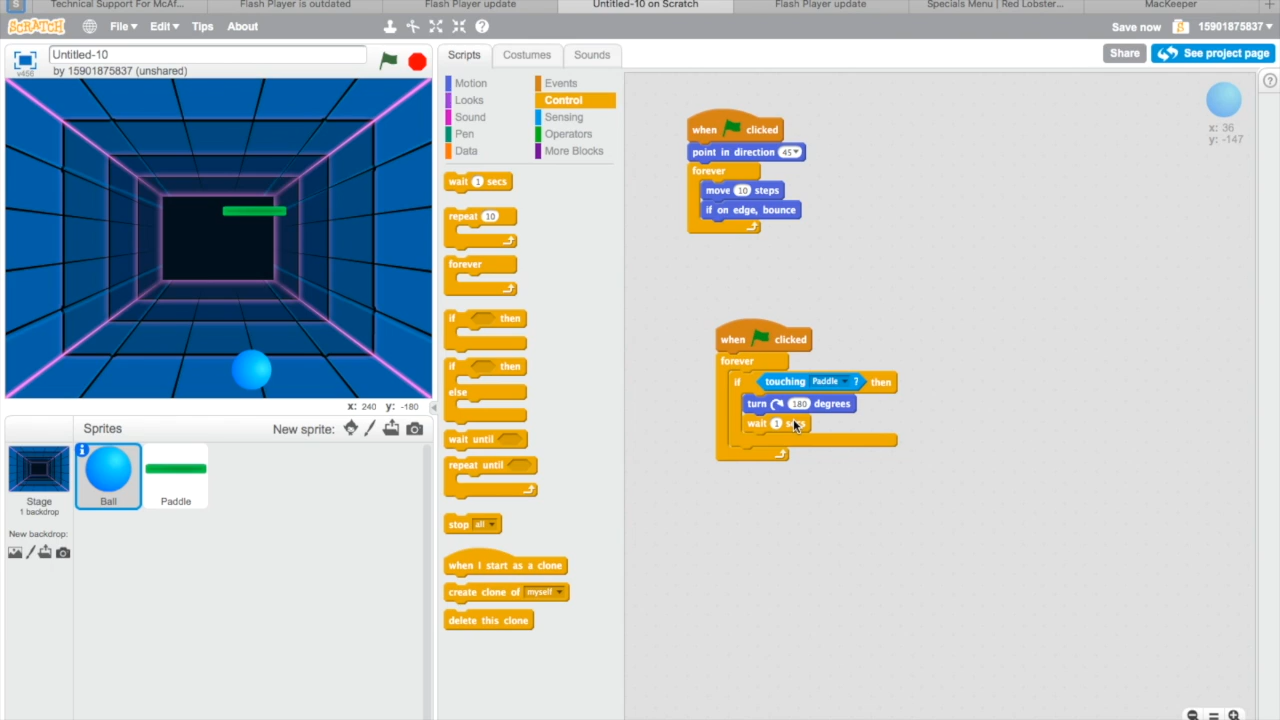 S
Technical Support For McAf...
Flash Player is outdated
Flash Player update
Untitled-10 on Scratch
Flash Player update
Specials Menu | Red Lobster...
MacKeeper
+
SCRATCH
File▾
Edit▾
Tips
About
?
Save now
S
15901875837▾
v456
Untitled-10
by 15901875837 (unshared)
Scripts
Costumes
Sounds
Share
See project page
Motion
Looks
Sound
Pen
Data
Events
Control
Sensing
Operators
More Blocks
wait 1 secs
repeat 10
forever
if then
if then
else
wait until
repeat until
stop all
when I start as a clone
create clone of myself
delete this clone
when clicked
point in direction 45▾
forever
move 10 steps
if on edge, bounce
when clicked
forever
if touching Paddle ? then
turn 180 degrees
wait 1 secs
x: 36
y: -147
?
x: 240 y: -180
Sprites
New sprite:
Stage
1 backdrop
New backdrop:
i
Ball
Paddle